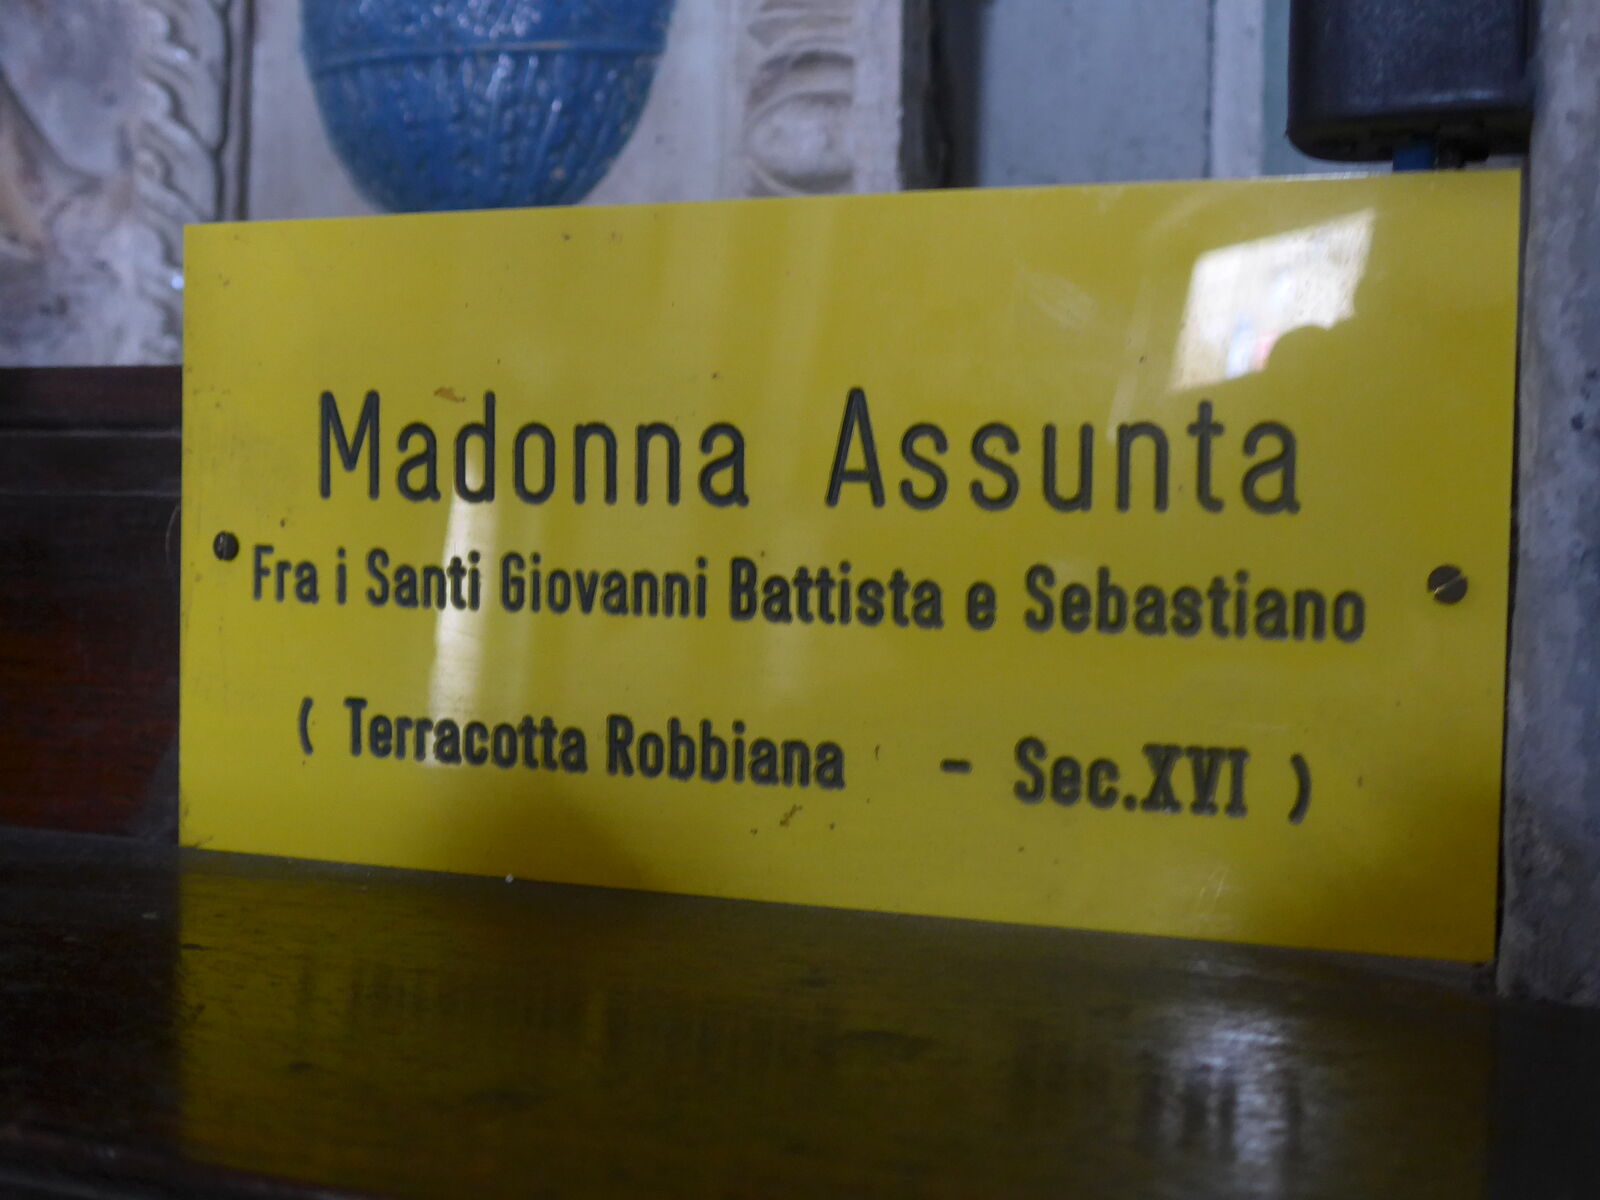 Madonna Assunta
Fra i Santi Giovanni Battista e Sebastiano
( Terracotta Robbiana - Sec.XVI )